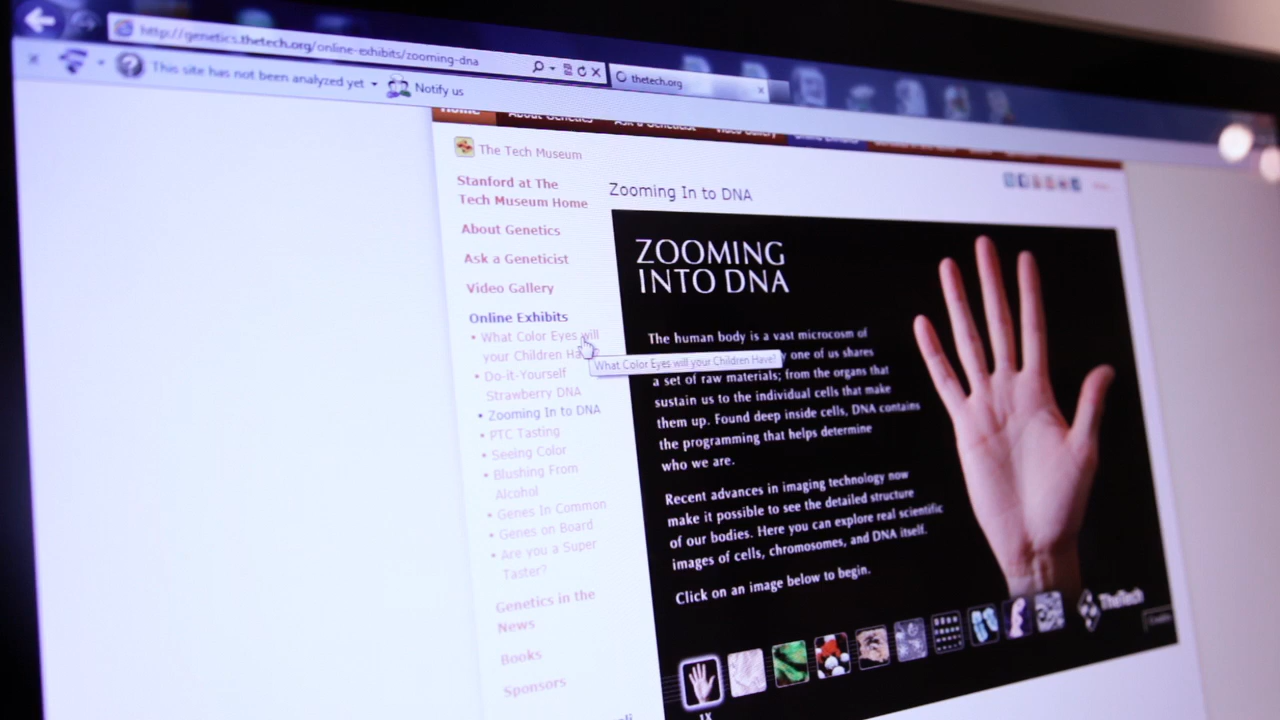 http://genetics.thetech.org/online-exhibits/zooming-dna
thetech.org
This site has not been analyzed yet
Notify us
Home
About Genetics
Ask a Geneticist
Video Gallery
The Tech Museum
Stanford at The
Tech Museum Home
About Genetics
Ask a Geneticist
Video Gallery
Online Exhibits
• What Color Eyes will
your Children Ha
• Do-it-Yourself
Strawberry DNA
• Zooming In to DNA
• PTC Tasting
• Seeing Color
• Blushing From
Alcohol
• Genes In Common
• Genes on Board
• Are you a Super
Taster?
Genetics in the
News
Books
Sponsors
What Color Eyes will your Children Have?
Zooming In to DNA
ZOOMING
INTO DNA
The human body is a vast microcosm of
y one of us shares
a set of raw materials; from the organs that
sustain us to the individual cells that make
them up. Found deep inside cells, DNA contains
the programming that helps determine
who we are.
Recent advances in imaging technology now
make it possible to see the detailed structure
of our bodies. Here you can explore real scientific
images of cells, chromosomes, and DNA itself.
Click on an image below to begin.
TheTech
1X